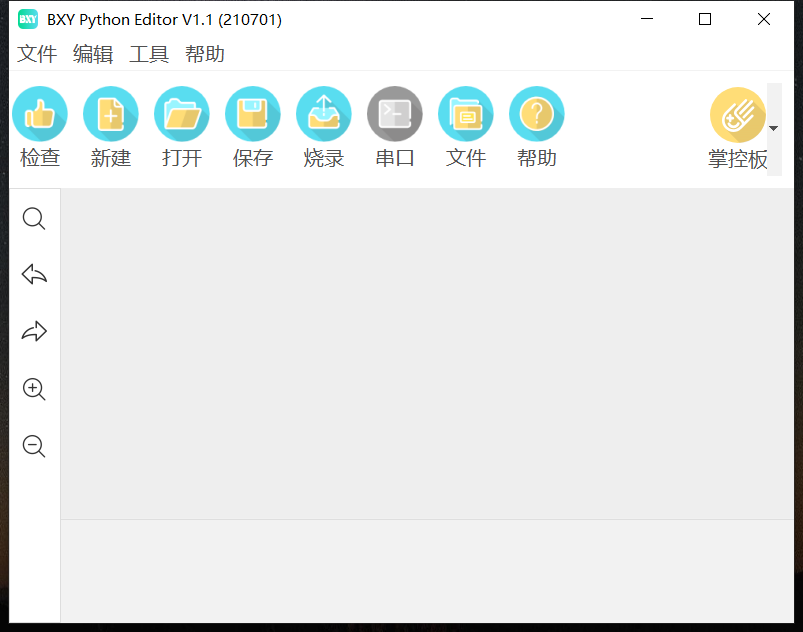 BXY BXY Python Editor V1.1 (210701)
文件 编辑 工具 帮助
检查 新建 打开 保存 烧录 串口 文件 帮助 掌控板